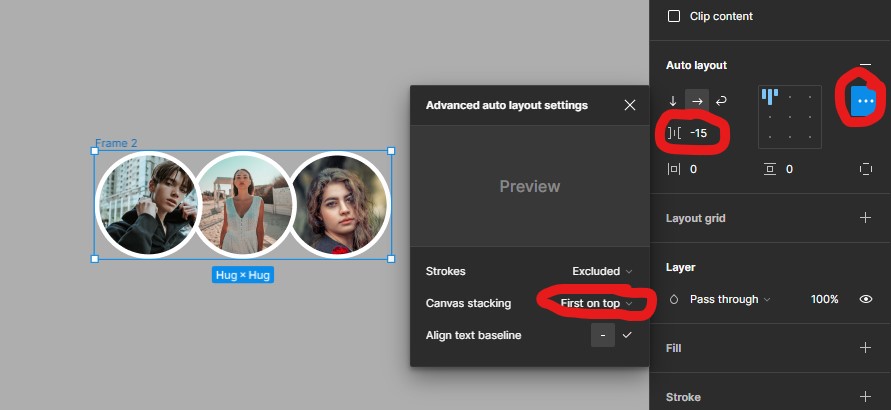 Clip content
Auto layout
-15
0
0
Layout grid
Layer
Pass through
100%
Fill
Stroke
Advanced auto layout settings
Preview
Strokes
Excluded
Canvas stacking
First on top
Align text baseline
-
Frame 2
Hug × Hug